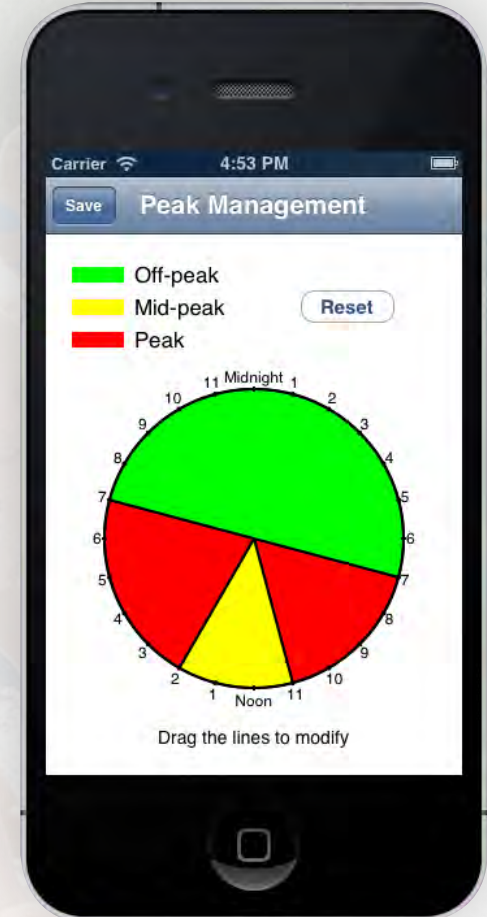 Carrier 4:53 PM
Save Peak Management
Off-peak
Mid-peak Reset
Peak
Midnight
1
2
3
4
5
6
7
8
9
10
11
Noon
1
2
3
4
5
6
7
8
9
10
11
Drag the lines to modify